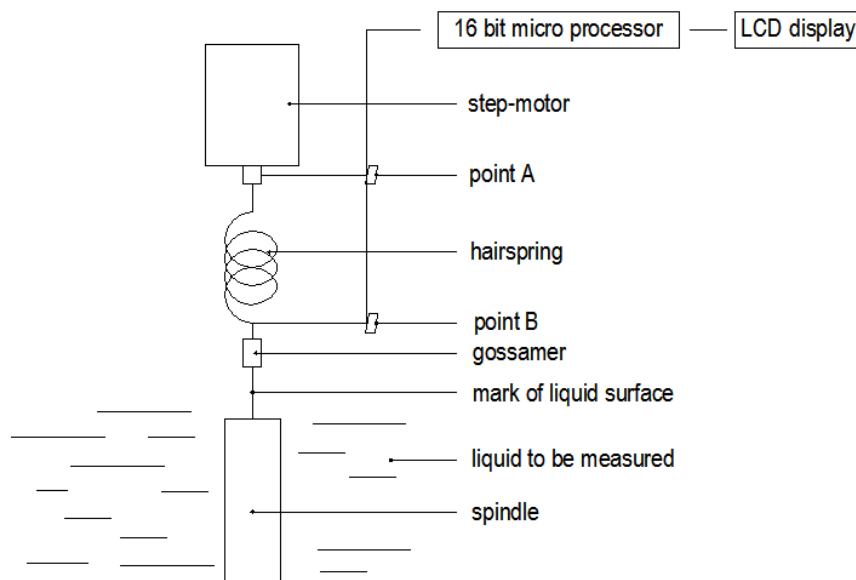 16 bit micro processor
LCD display
step-motor
point A
hairspring
point B
gossamer
mark of liquid surface
liquid to be measured
spindle